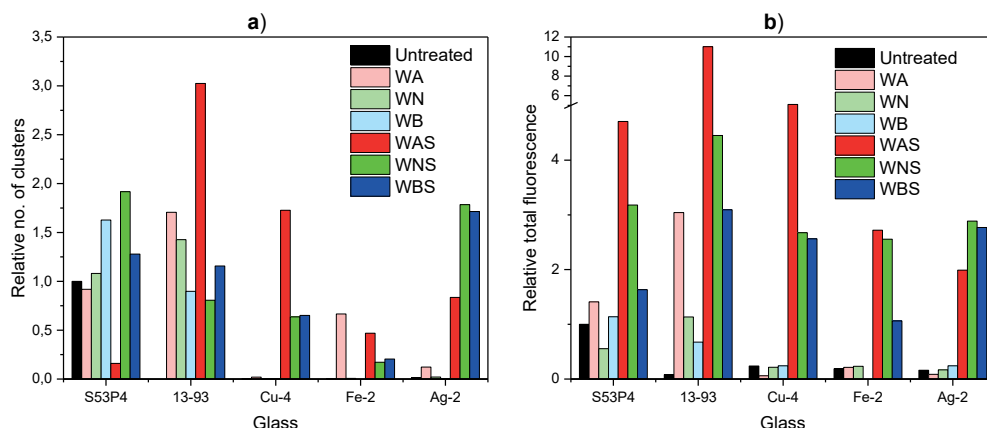 a)
Relative no. of clusters
3,5
3,0
2,5
2,0
1,5
1,0
0,5
0,0
Untreated
WA
WN
WB
WAS
WNS
WBS
S53P4 13-93 Cu-4 Fe-2 Ag-2
Glass
b)
Relative total fluorescence
12
10
8
6
4
2
0
Untreated
WA
WN
WB
WAS
WNS
WBS
S53P4 13-93 Cu-4 Fe-2 Ag-2
Glass